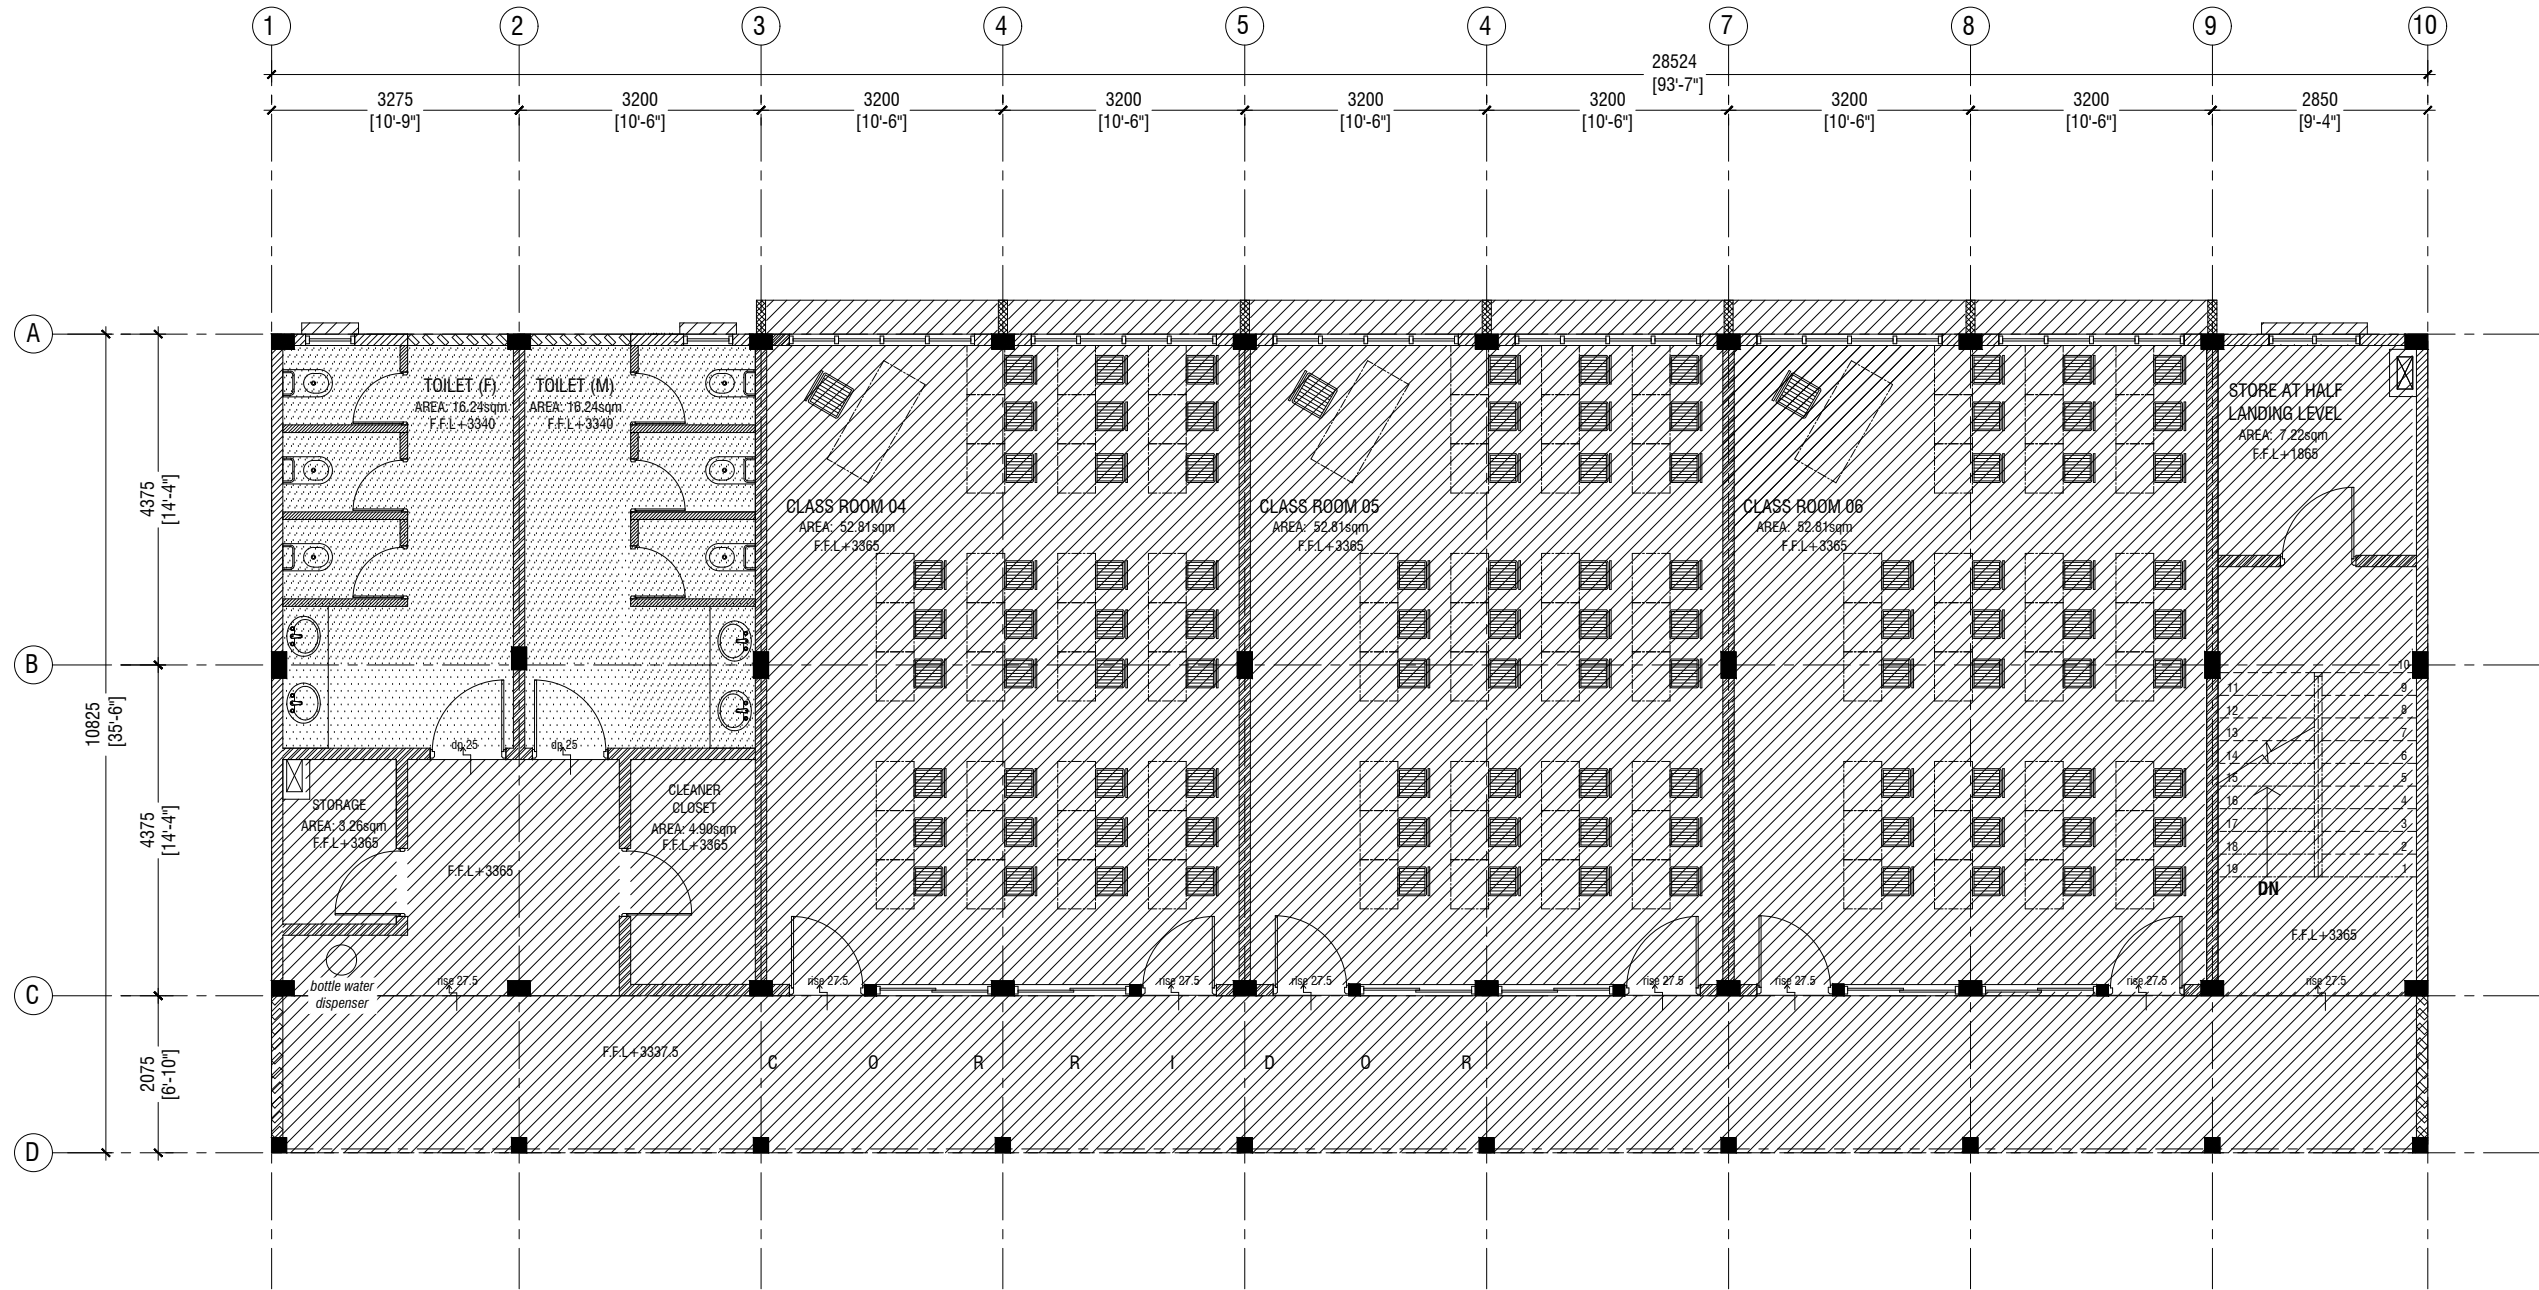 1 2 3 4 5 4 7 8 9 10
28524
[93'-7"]
3275 3200 3200 3200 3200 3200 3200 3200 2850
[10'-9"] [10'-6"] [10'-6"] [10'-6"] [10'-6"] [10'-6"] [10'-6"] [10'-6"] [9'-4"]
A
B
C
D
10825
[35'-6"]
4375
[14'-4"]
4375
[14'-4"]
2075
[6'-10"]
TOILET (F)
AREA: 16.24sqm
F.F.L+3340
TOILET (M)
AREA: 16.24sqm
F.F.L+3340
CLASS ROOM 04
AREA: 52.81sqm
F.F.L+3365
CLASS ROOM 05
AREA: 52.81sqm
F.F.L+3365
CLASS ROOM 06
AREA: 52.81sqm
F.F.L+3365
STORE AT HALF
LANDING LEVEL
AREA: 7.22sqm
F.F.L+1865
dp 25
dp 25
STORAGE
AREA: 3.26sqm
F.F.L+3365
F.F.L+3365
CLEANER
CLOSET
AREA: 4.90sqm
F.F.L+3365
10
11 9
12 8
13 7
14 6
15 5
16 4
17 3
18 2
19 1
DN
F.F.L+3365
bottle water
dispenser
rise 27.5
rise 27.5
rise 27.5
rise 27.5
rise 27.5
rise 27.5
rise 27.5
rise 27.5
F.F.L+3337.5
C O R R I D O R